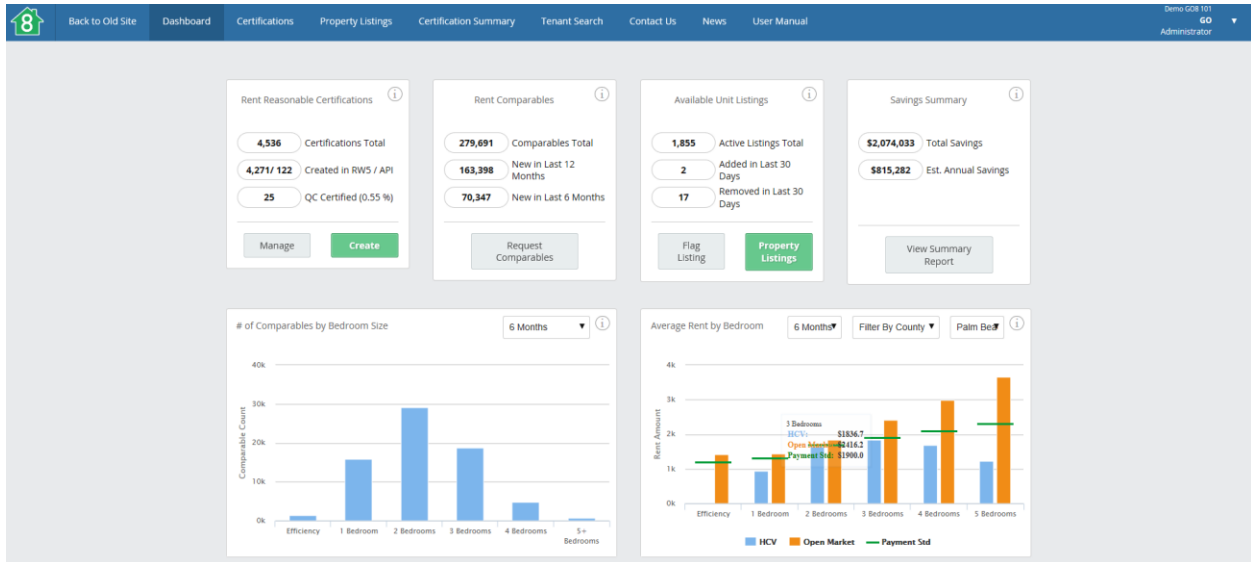 8
Back to Old Site
Dashboard
Certifications
Property Listings
Certification Summary
Tenant Search
Contact Us
News
User Manual
Demo GO8 101
GO
Administrator
Rent Reasonable Certifications
4,536 Certifications Total
4,271/ 122 Created in RW5 / API
25 QC Certified (0.55 %)
Manage
Create
Rent Comparables
279,691 Comparables Total
163,398 New in Last 12
Months
70,347 New in Last 6 Months
Request
Comparables
Available Unit Listings
1,855 Active Listings Total
2 Added in Last 30
Days
17 Removed in Last 30
Days
Flag
Listing
Property
Listings
Savings Summary
$2,074,033 Total Savings
$815,282 Est. Annual Savings
View Summary
Report
# of Comparables by Bedroom Size
6 Months
40k
30k
20k
10k
0k
Comparable Count
Efficiency
1 Bedroom
2 Bedrooms
3 Bedrooms
4 Bedrooms
5+
Bedrooms
Average Rent by Bedroom
6 Months
Filter By County
Palm Bea
4k
3k
2k
1k
0k
Rent Amount
3 Bedrooms
HCV: $1836.7
Open Market: $2416.2
Payment Std: $1900.0
Efficiency
1 Bedroom
2 Bedrooms
3 Bedrooms
4 Bedrooms
5 Bedrooms
HCV
Open Market
Payment Std